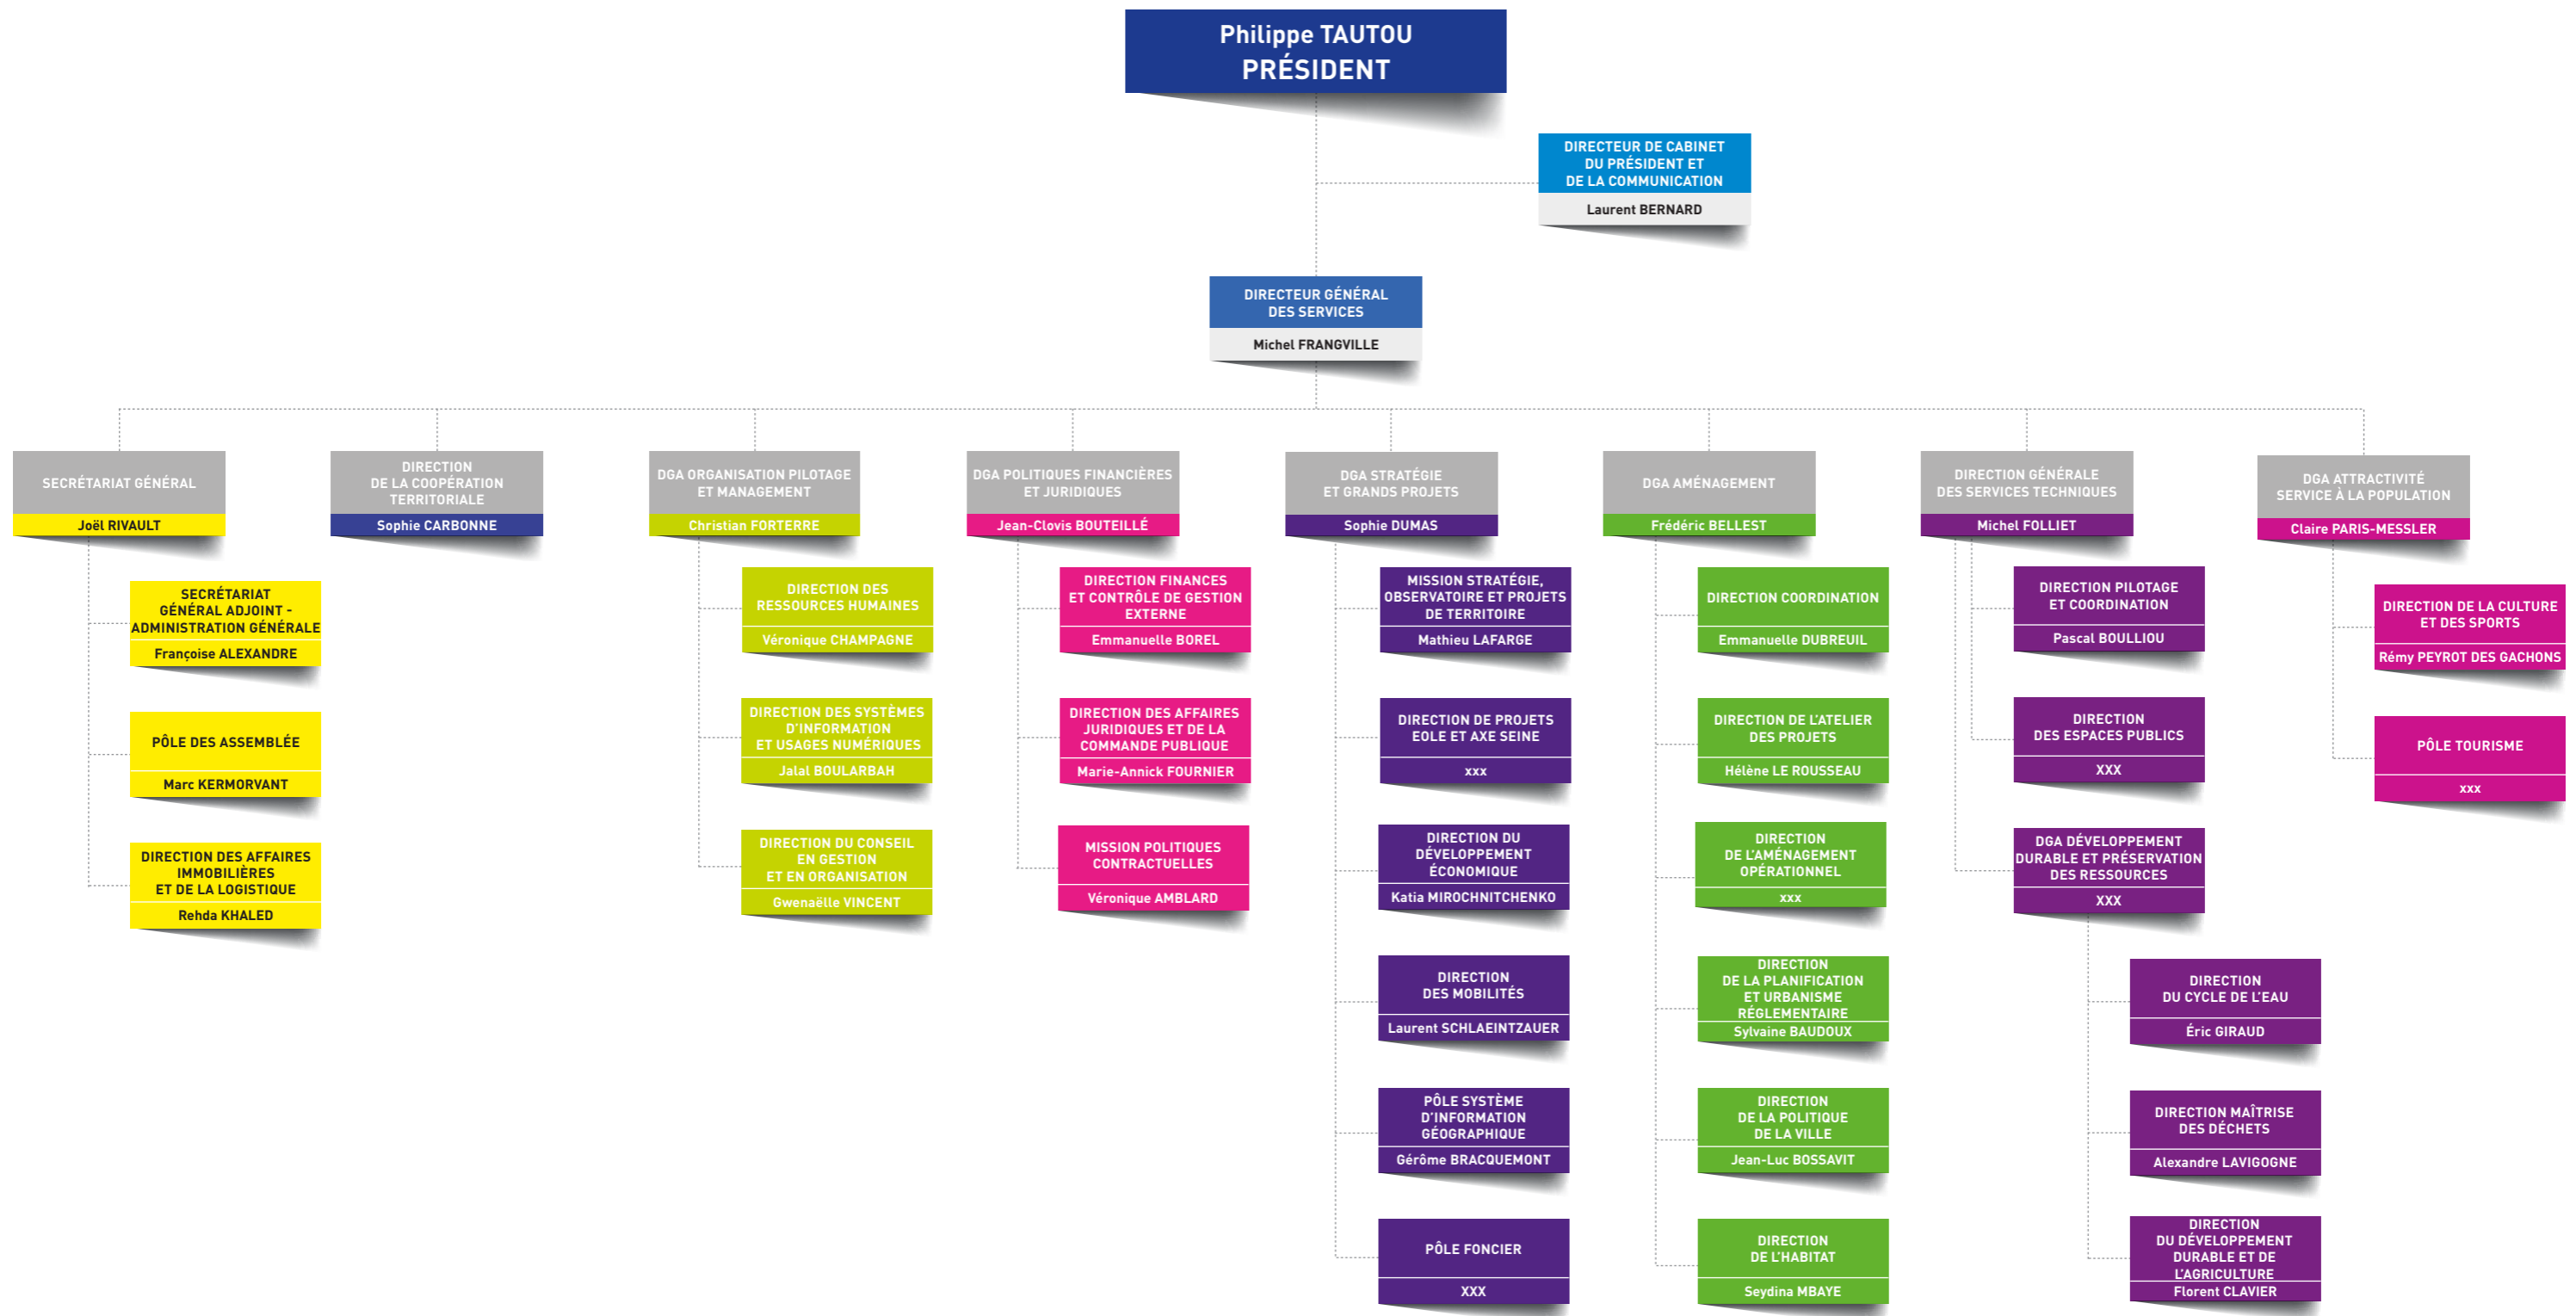 Philippe TAUTOU
PRÉSIDENT
DIRECTEUR DE CABINET
DU PRÉSIDENT ET
DE LA COMMUNICATION
Laurent BERNARD
DIRECTEUR GÉNÉRAL
DES SERVICES
Michel FRANGVILLE
SECRÉTARIAT GÉNÉRAL
Joël RIVAULT
SECRÉTARIAT
GÉNÉRAL ADJOINT -
ADMINISTRATION GÉNÉRALE
Françoise ALEXANDRE
PÔLE DES ASSEMBLÉE
Marc KERMORVANT
DIRECTION DES AFFAIRES
IMMOBILIÈRES
ET DE LA LOGISTIQUE
Rehda KHALED
DIRECTION
DE LA COOPÉRATION
TERRITORIALE
Sophie CARBONNE
DGA ORGANISATION PILOTAGE
ET MANAGEMENT
Christian FORTERRE
DIRECTION DES
RESSOURCES HUMAINES
Véronique CHAMPAGNE
DIRECTION DES SYSTÈMES
D'INFORMATION
ET USAGES NUMÉRIQUES
Jalal BOULARBAH
DIRECTION DU CONSEIL
EN GESTION
ET EN ORGANISATION
Gwenaëlle VINCENT
DGA POLITIQUES FINANCIÈRES
ET JURIDIQUES
Jean-Clovis BOUTEILLÉ
DIRECTION FINANCES
ET CONTRÔLE DE GESTION
EXTERNE
Emmanuelle BOREL
DIRECTION DES AFFAIRES
JURIDIQUES ET DE LA
COMMANDE PUBLIQUE
Marie-Annick FOURNIER
MISSION POLITIQUES
CONTRACTUELLES
Véronique AMBLARD
DGA STRATÉGIE
ET GRANDS PROJETS
Sophie DUMAS
MISSION STRATÉGIE,
OBSERVATOIRE ET PROJETS
DE TERRITOIRE
Mathieu LAFARGE
DIRECTION DE PROJETS
EOLE ET AXE SEINE
xxx
DIRECTION DU
DÉVELOPPEMENT
ÉCONOMIQUE
Katia MIROCHNITCHENKO
DIRECTION
DES MOBILITÉS
Laurent SCHLAEINTZAUER
PÔLE SYSTÈME
D'INFORMATION
GÉOGRAPHIQUE
Gérôme BRACQUEMONT
PÔLE FONCIER
XXX
DGA AMÉNAGEMENT
Frédéric BELLEST
DIRECTION COORDINATION
Emmanuelle DUBREUIL
DIRECTION DE L'ATELIER
DES PROJETS
Hélène LE ROUSSEAU
DIRECTION
DE L'AMÉNAGEMENT
OPÉRATIONNEL
xxx
DIRECTION
DE LA PLANIFICATION
ET URBANISME
RÉGLEMENTAIRE
Sylvaine BAUDOUX
DIRECTION
DE LA POLITIQUE
DE LA VILLE
Jean-Luc BOSSAVIT
DIRECTION
DE L'HABITAT
Seydina MBAYE
DIRECTION GÉNÉRALE
DES SERVICES TECHNIQUES
Michel FOLLIET
DIRECTION PILOTAGE
ET COORDINATION
Pascal BOULLIOU
DIRECTION
DES ESPACES PUBLICS
XXX
DGA DÉVELOPPEMENT
DURABLE ET PRÉSERVATION
DES RESSOURCES
XXX
DIRECTION
DU CYCLE DE L'EAU
Éric GIRAUD
DIRECTION MAÎTRISE
DES DÉCHETS
Alexandre LAVIGOGNE
DIRECTION
DU DÉVELOPPEMENT
DURABLE ET DE
L'AGRICULTURE
Florent CLAVIER
DGA ATTRACTIVITÉ
SERVICE À LA POPULATION
Claire PARIS-MESSLER
DIRECTION DE LA CULTURE
ET DES SPORTS
Rémy PEYROT DES GACHONS
PÔLE TOURISME
xxx